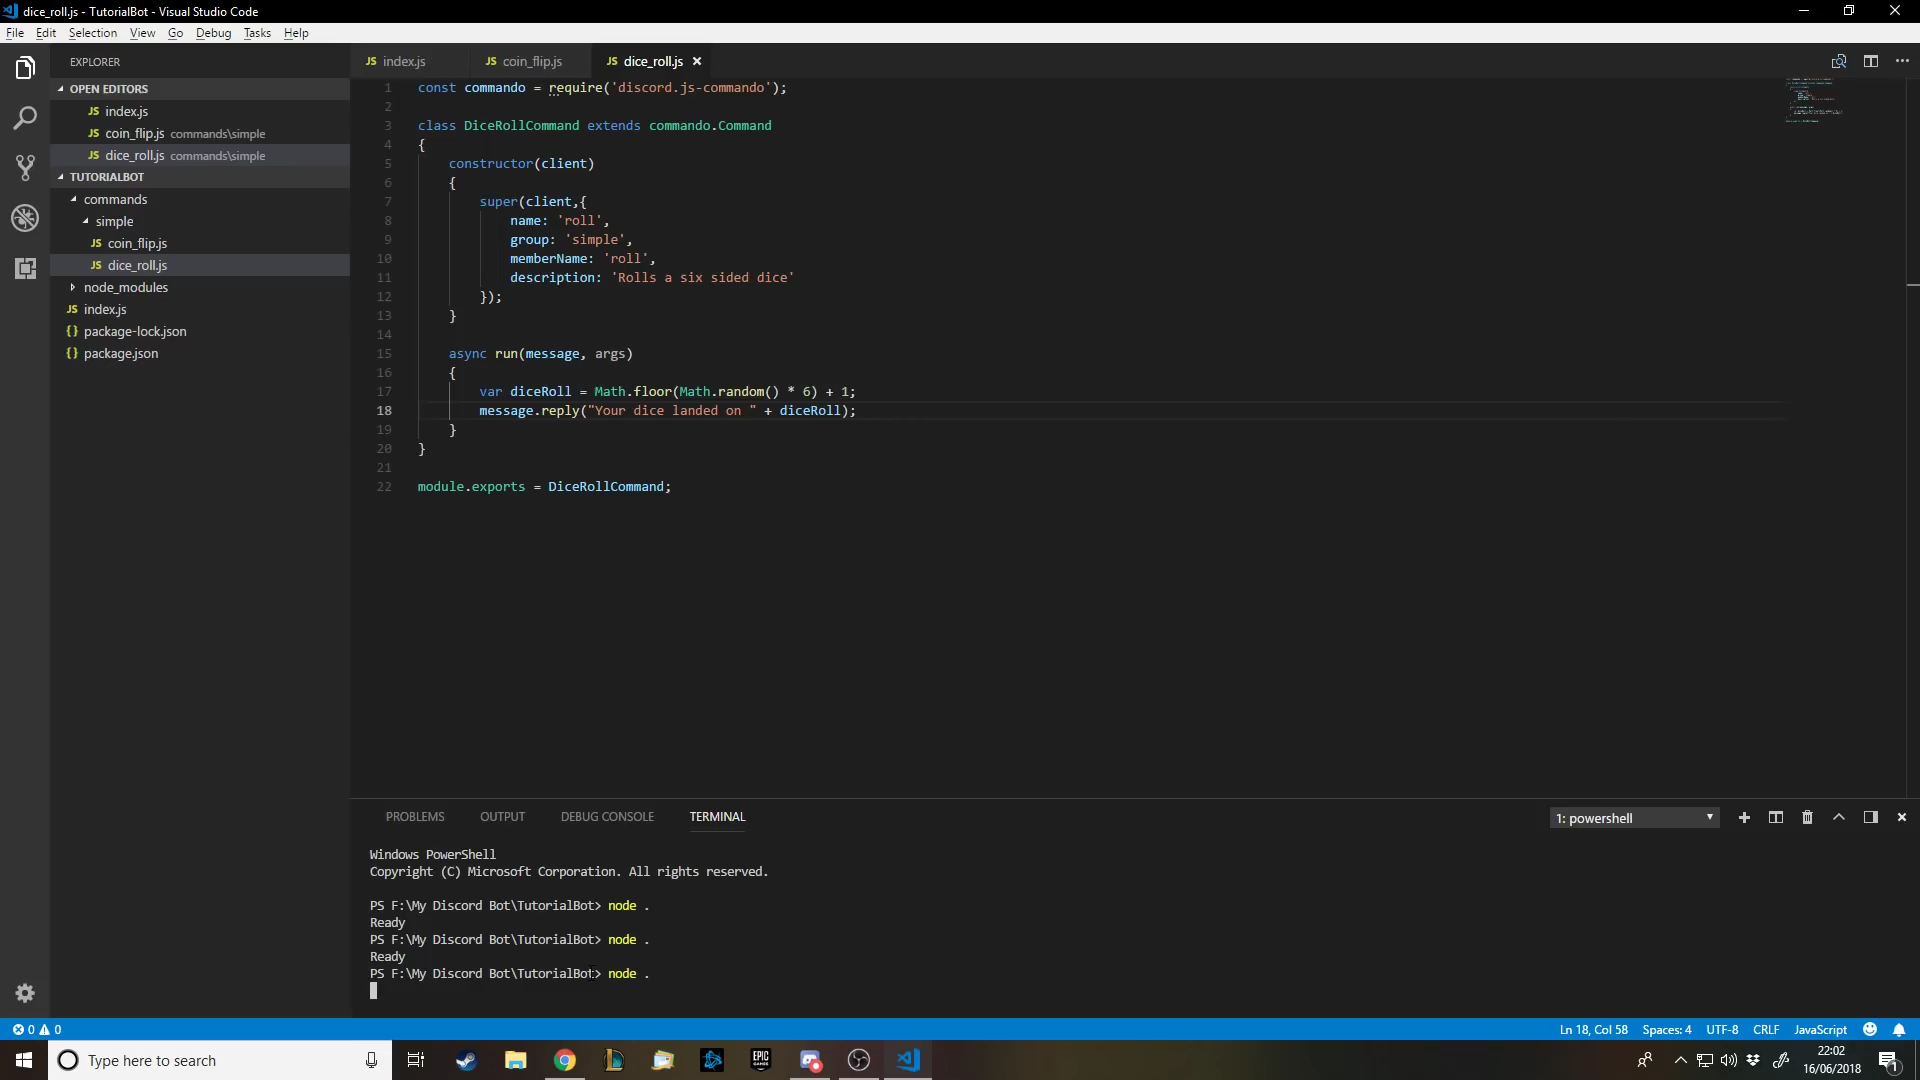 dice_roll.js - TutorialBot - Visual Studio Code
File Edit Selection View Go Debug Tasks Help
EXPLORER
OPEN EDITORS
JS index.js
JS coin_flip.js commands\simple
JS dice_roll.js commands\simple
TUTORIALBOT
commands
simple
JS coin_flip.js
JS dice_roll.js
node_modules
JS index.js
{} package-lock.json
{} package.json
JS index.js JS coin_flip.js JS dice_roll.js
1 const commando = require('discord.js-commando');
2
3 class DiceRollCommand extends commando.Command
4 {
5 constructor(client)
6 {
7 super(client,{
8 name: 'roll',
9 group: 'simple',
10 memberName: 'roll',
11 description: 'Rolls a six sided dice'
12 });
13 }
14
15 async run(message, args)
16 {
17 var diceRoll = Math.floor(Math.random() * 6) + 1;
18 message.reply("Your dice landed on " + diceRoll);
19 }
20 }
21
22 module.exports = DiceRollCommand;
PROBLEMS OUTPUT DEBUG CONSOLE TERMINAL
1: powershell
Windows PowerShell
Copyright (C) Microsoft Corporation. All rights reserved.
PS F:\My Discord Bot\TutorialBot> node .
Ready
PS F:\My Discord Bot\TutorialBot> node .
Ready
PS F:\My Discord Bot\TutorialBot> node .
0 0
Ln 18, Col 58 Spaces: 4 UTF-8 CRLF JavaScript
Type here to search
EPIC
GAMES
22:02
16/06/2018
1